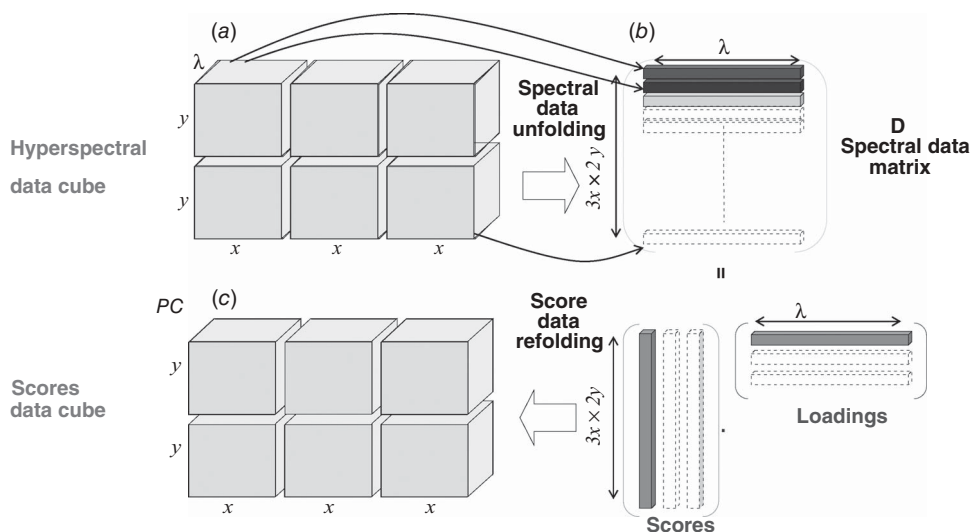 (a)
(b)
λ
λ
y
y
x
x
x
Hyperspectral
data cube
Spectral
data
unfolding
3x × 2 y
D
Spectral data
matrix
=
PC
(c)
y
y
x
x
x
Scores
data cube
Score
data
refolding
3x × 2y
Scores
.
λ
Loadings